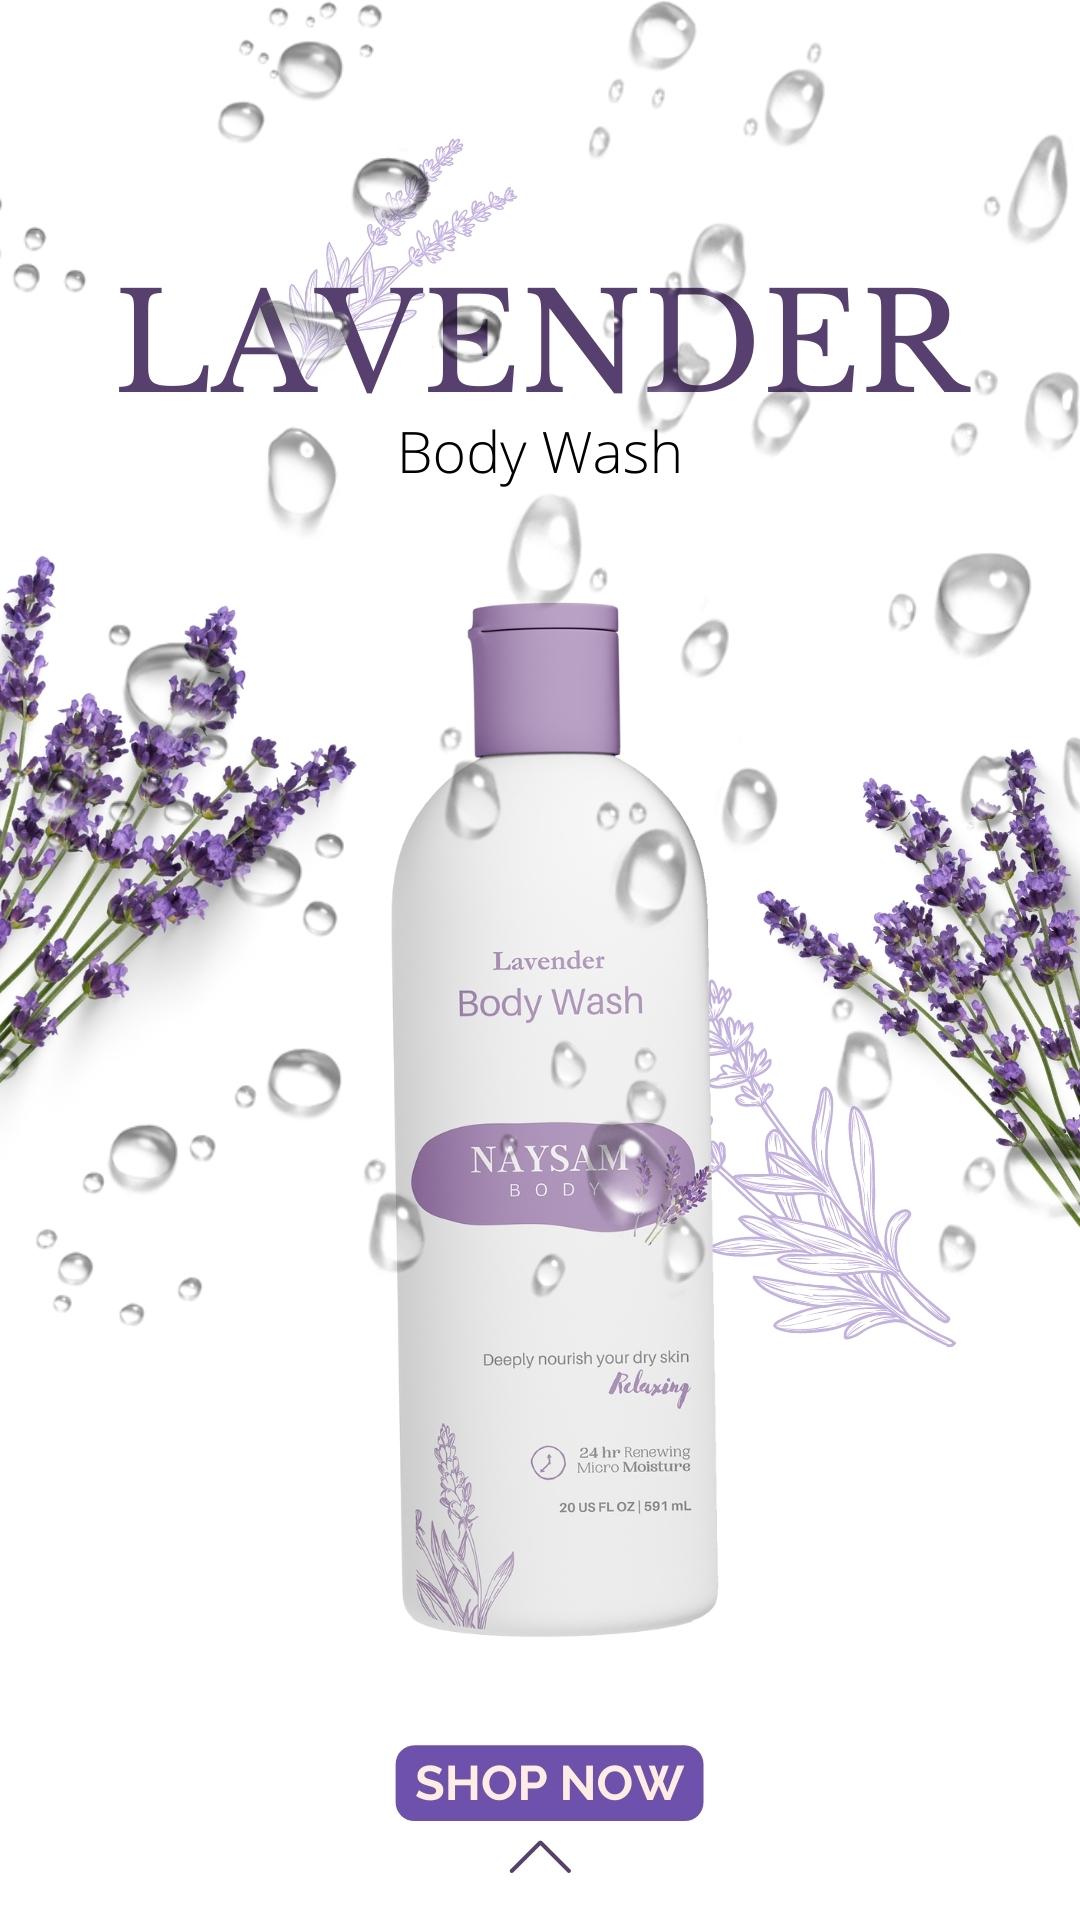 LAVENDER
Body Wash
Lavender
Body Wash
NAYSAM
BODY
Deeply nourish your dry skin
Relaxing
24 hr Renewing
Micro Moisture
20 US FL OZ | 591 mL
SHOP NOW